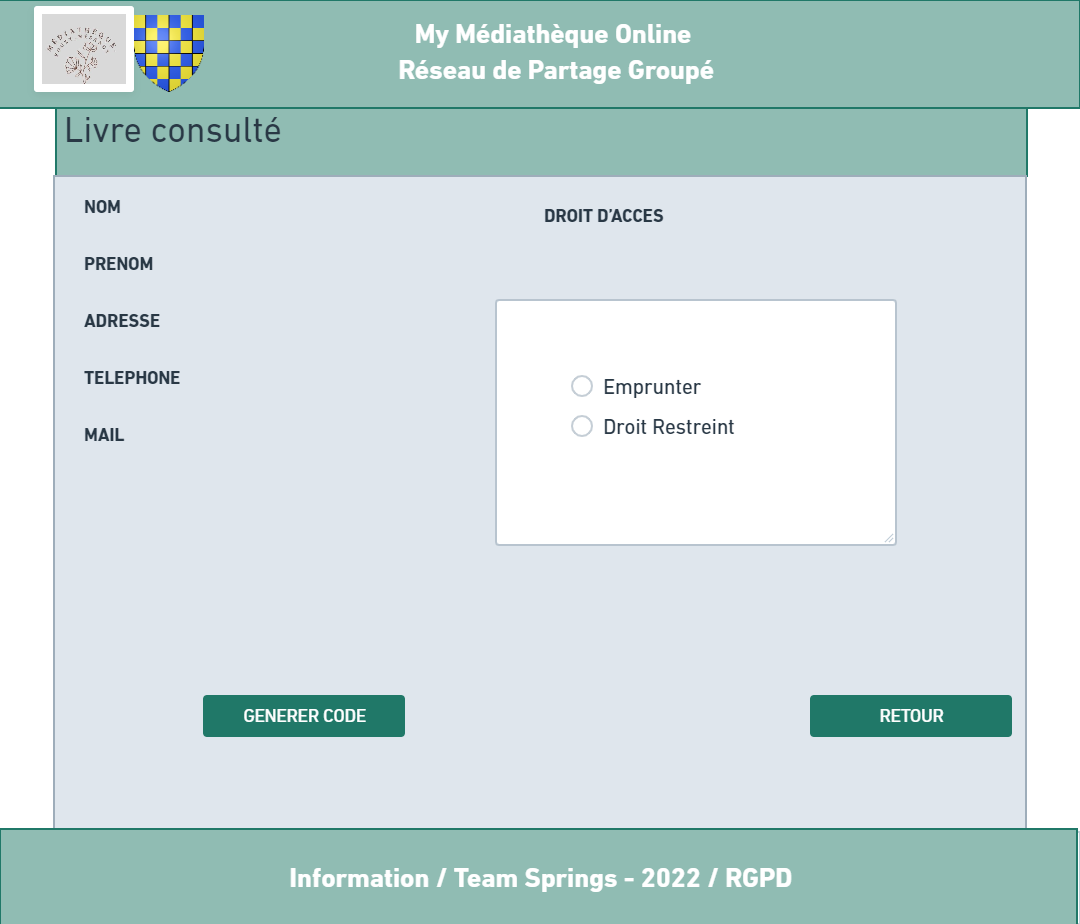 MÉDIATHÈQUE
My Médiathèque Online
Réseau de Partage Groupé
Livre consulté
NOM
DROIT D'ACCES
PRENOM
ADRESSE
TELEPHONE
MAIL
Emprunter
Droit Restreint
GENERER CODE
RETOUR
Information / Team Springs - 2022 / RGPD